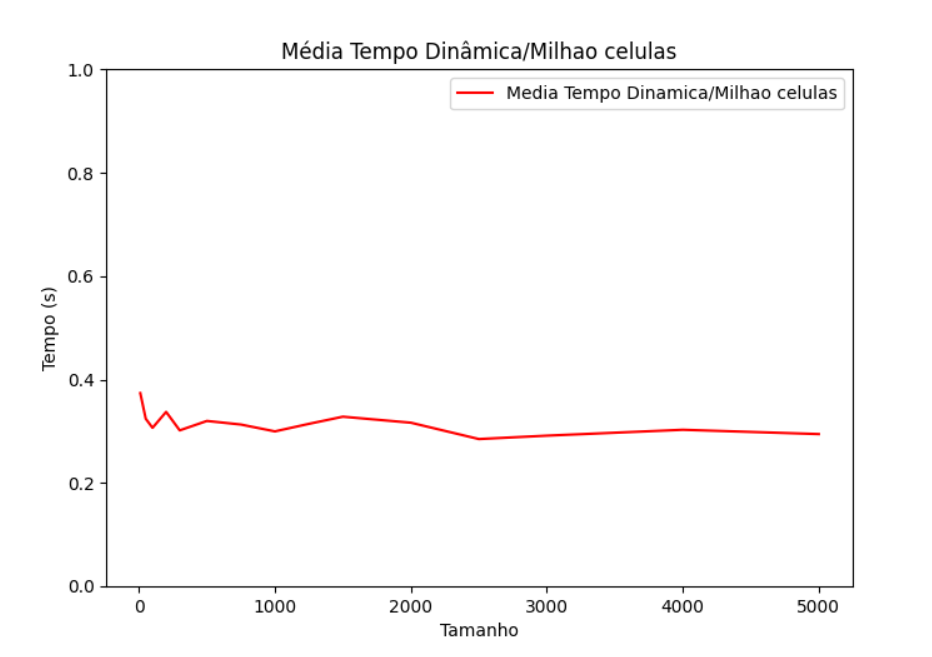 Média Tempo Dinâmica/Milhao celulas
Media Tempo Dinamica/Milhao celulas
1.0
0.8
0.6
0.4
0.2
0.0
Tempo (s)
0 1000 2000 3000 4000 5000
Tamanho